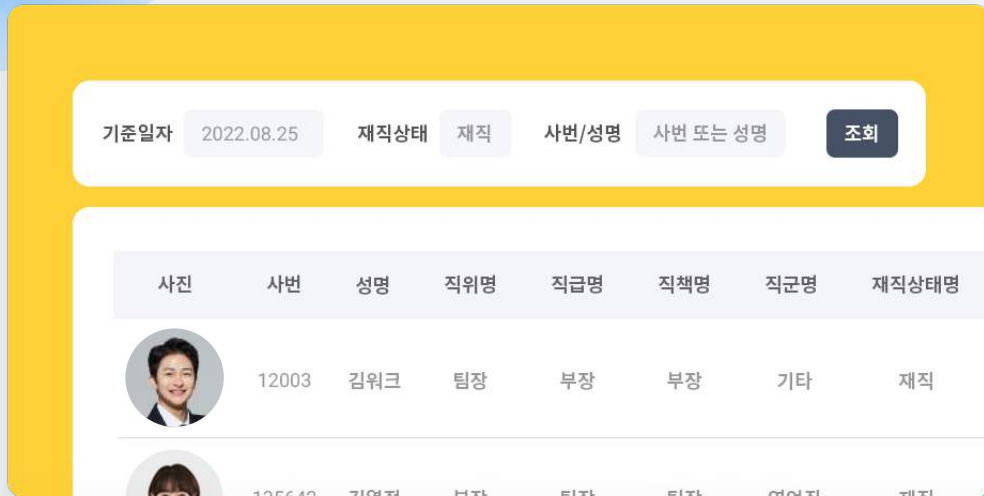 기준일자 2022.08.25 재직상태 재직 사번/성명 사번 또는 성명 조회
사진 사번 성명 직위명 직급명 직책명 직군명 재직상태명
12003 김워크 팀장 부장 부장 기타 재직